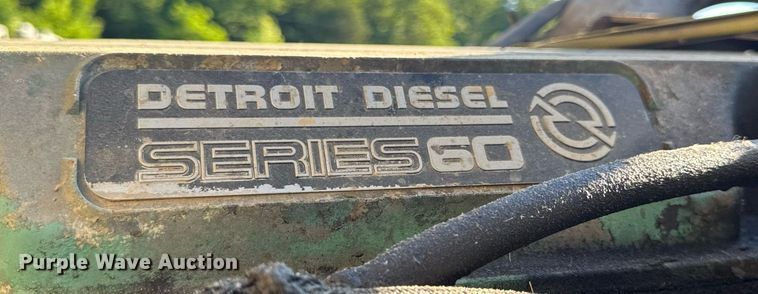 DETROIT DIESEL
SERIES 60
Purple Wave Auction